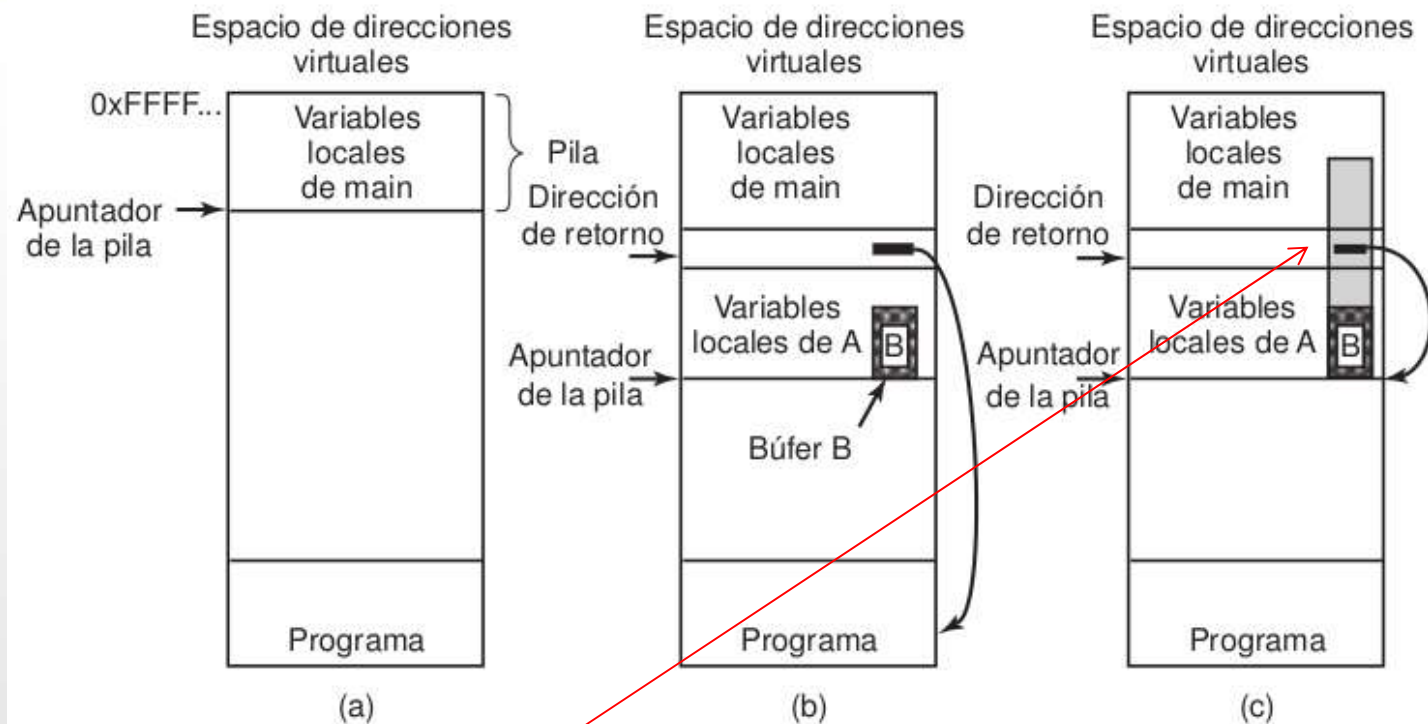 Espacio de direcciones
virtuales
0xFFFF...
Variables
locales
de main
Pila
Apuntador
de la pila
Programa
(a)
Espacio de direcciones
virtuales
Variables
locales
de main
Dirección
de retorno
Variables
locales de A
B
Apuntador
de la pila
Búfer B
Programa
(b)
Espacio de direcciones
virtuales
Variables
locales
de main
Dirección
de retorno
Variables
locales de A
B
Apuntador
de la pila
Programa
(c)